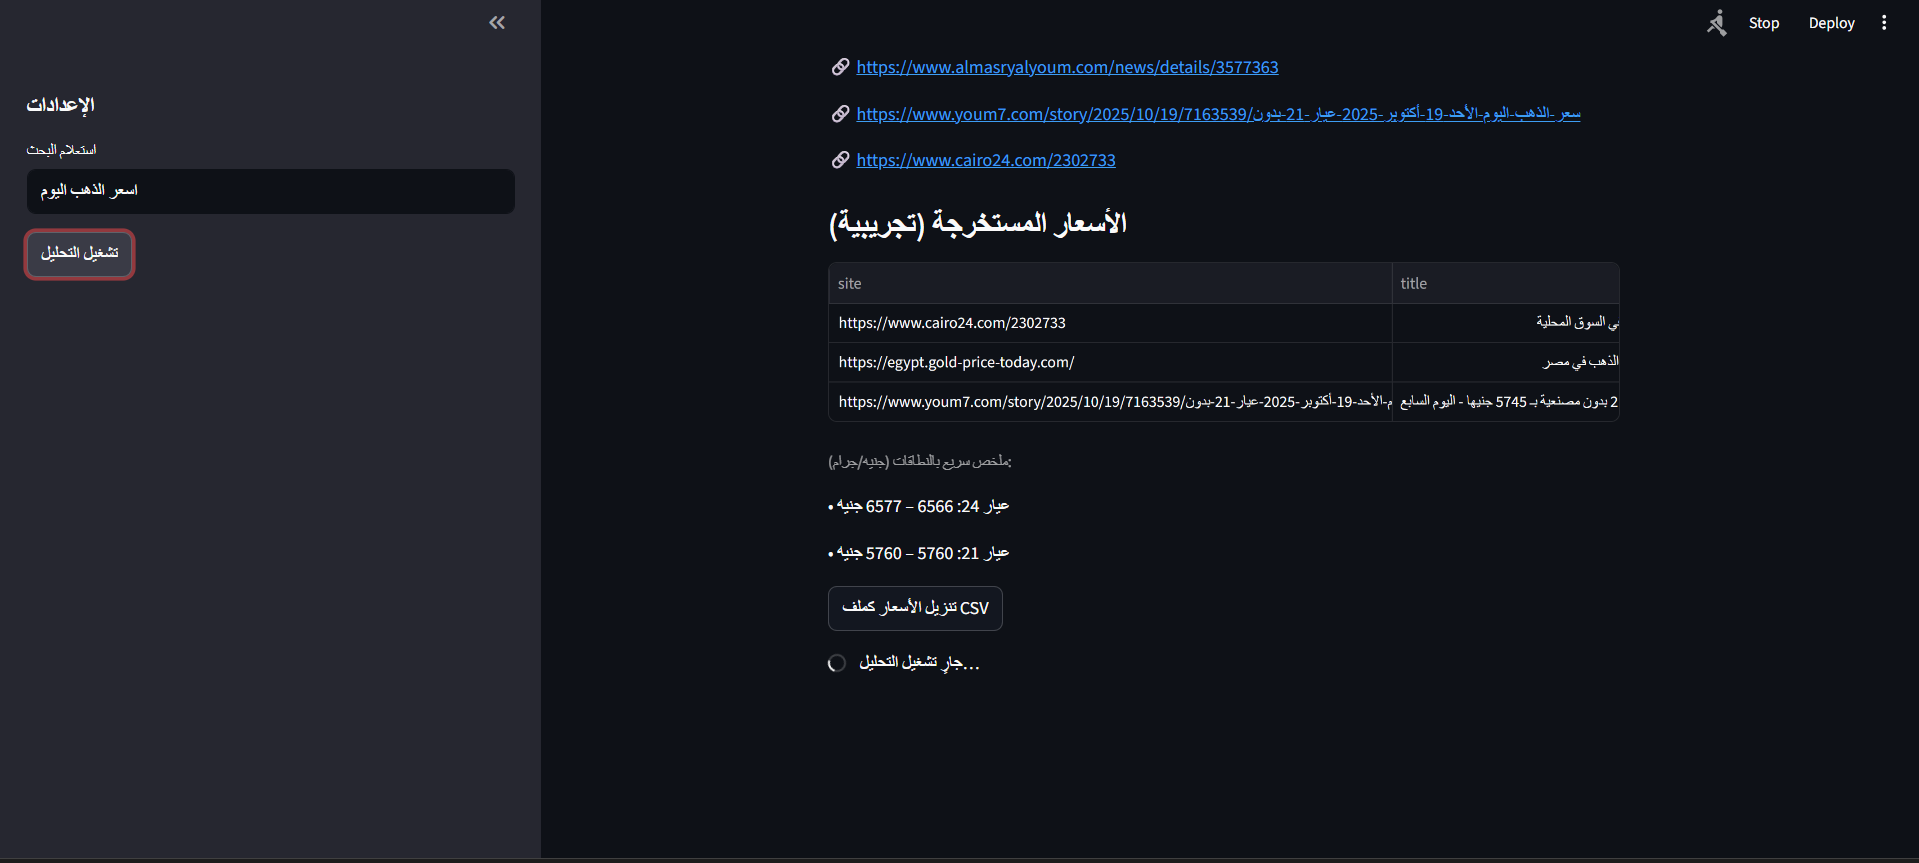 Stop
Deploy
الإعدادات
استعلام البحث
اسعر الذهب اليوم
تشغيل التحليل
https://www.almasryalyoum.com/news/details/3577363
https://www.youm7.com/story/2025/10/19/7163539/سعر-الذهب-اليوم-الأحد-19-أكتوبر-2025-عيار-21-بدون
https://www.cairo24.com/2302733
الأسعار المستخرجة (تجريبية)
site title
https://www.cairo24.com/2302733 في السوق المحلية
https://egypt.gold-price-today.com/ الذهب في مصر
https://www.youm7.com/story/2025/10/19/7163539/م-الأحد-19-أكتوبر-2025-عيار-21-بدون 2 بدون مصنعية بـ 5745 جنيها - اليوم السابع
ملخص سريع بالنطاقات (جنيه/جرام):
• عيار 24: 6566 – 6577 جنيه
• عيار 21: 5760 – 5760 جنيه
تنزيل الأسعار كملف CSV
جارٍ تشغيل التحليل...